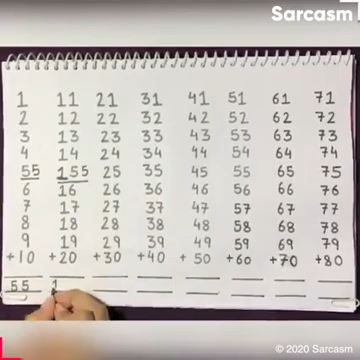 Sarcasm
1 11 21 31 41 51 61 71
2 12 22 32 42 52 62 72
3 13 23 33 43 53 63 73
4 14 24 34 44 54 64 74
55 155 25 35 45 55 65 75
6 16 26 36 46 56 66 76
7 17 27 37 47 57 67 77
8 18 28 38 48 58 68 78
9 19 29 39 49 59 69 79
+10 +20 +30 +40 +50 +60 +70 +80
55 1
© 2020 Sarcasm